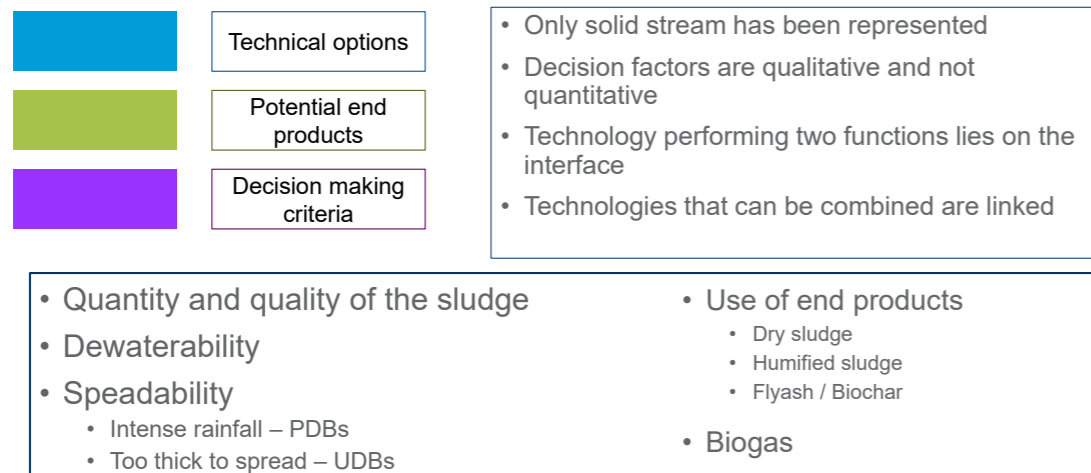 Technical options
Potential end
products
Decision making
criteria
• Only solid stream has been represented
• Decision factors are qualitative and not
quantitative
• Technology performing two functions lies on the
interface
• Technologies that can be combined are linked
• Quantity and quality of the sludge
• Dewaterability
• Speadability
• Intense rainfall – PDBs
• Too thick to spread – UDBs
• Use of end products
• Dry sludge
• Humified sludge
• Flyash / Biochar
• Biogas